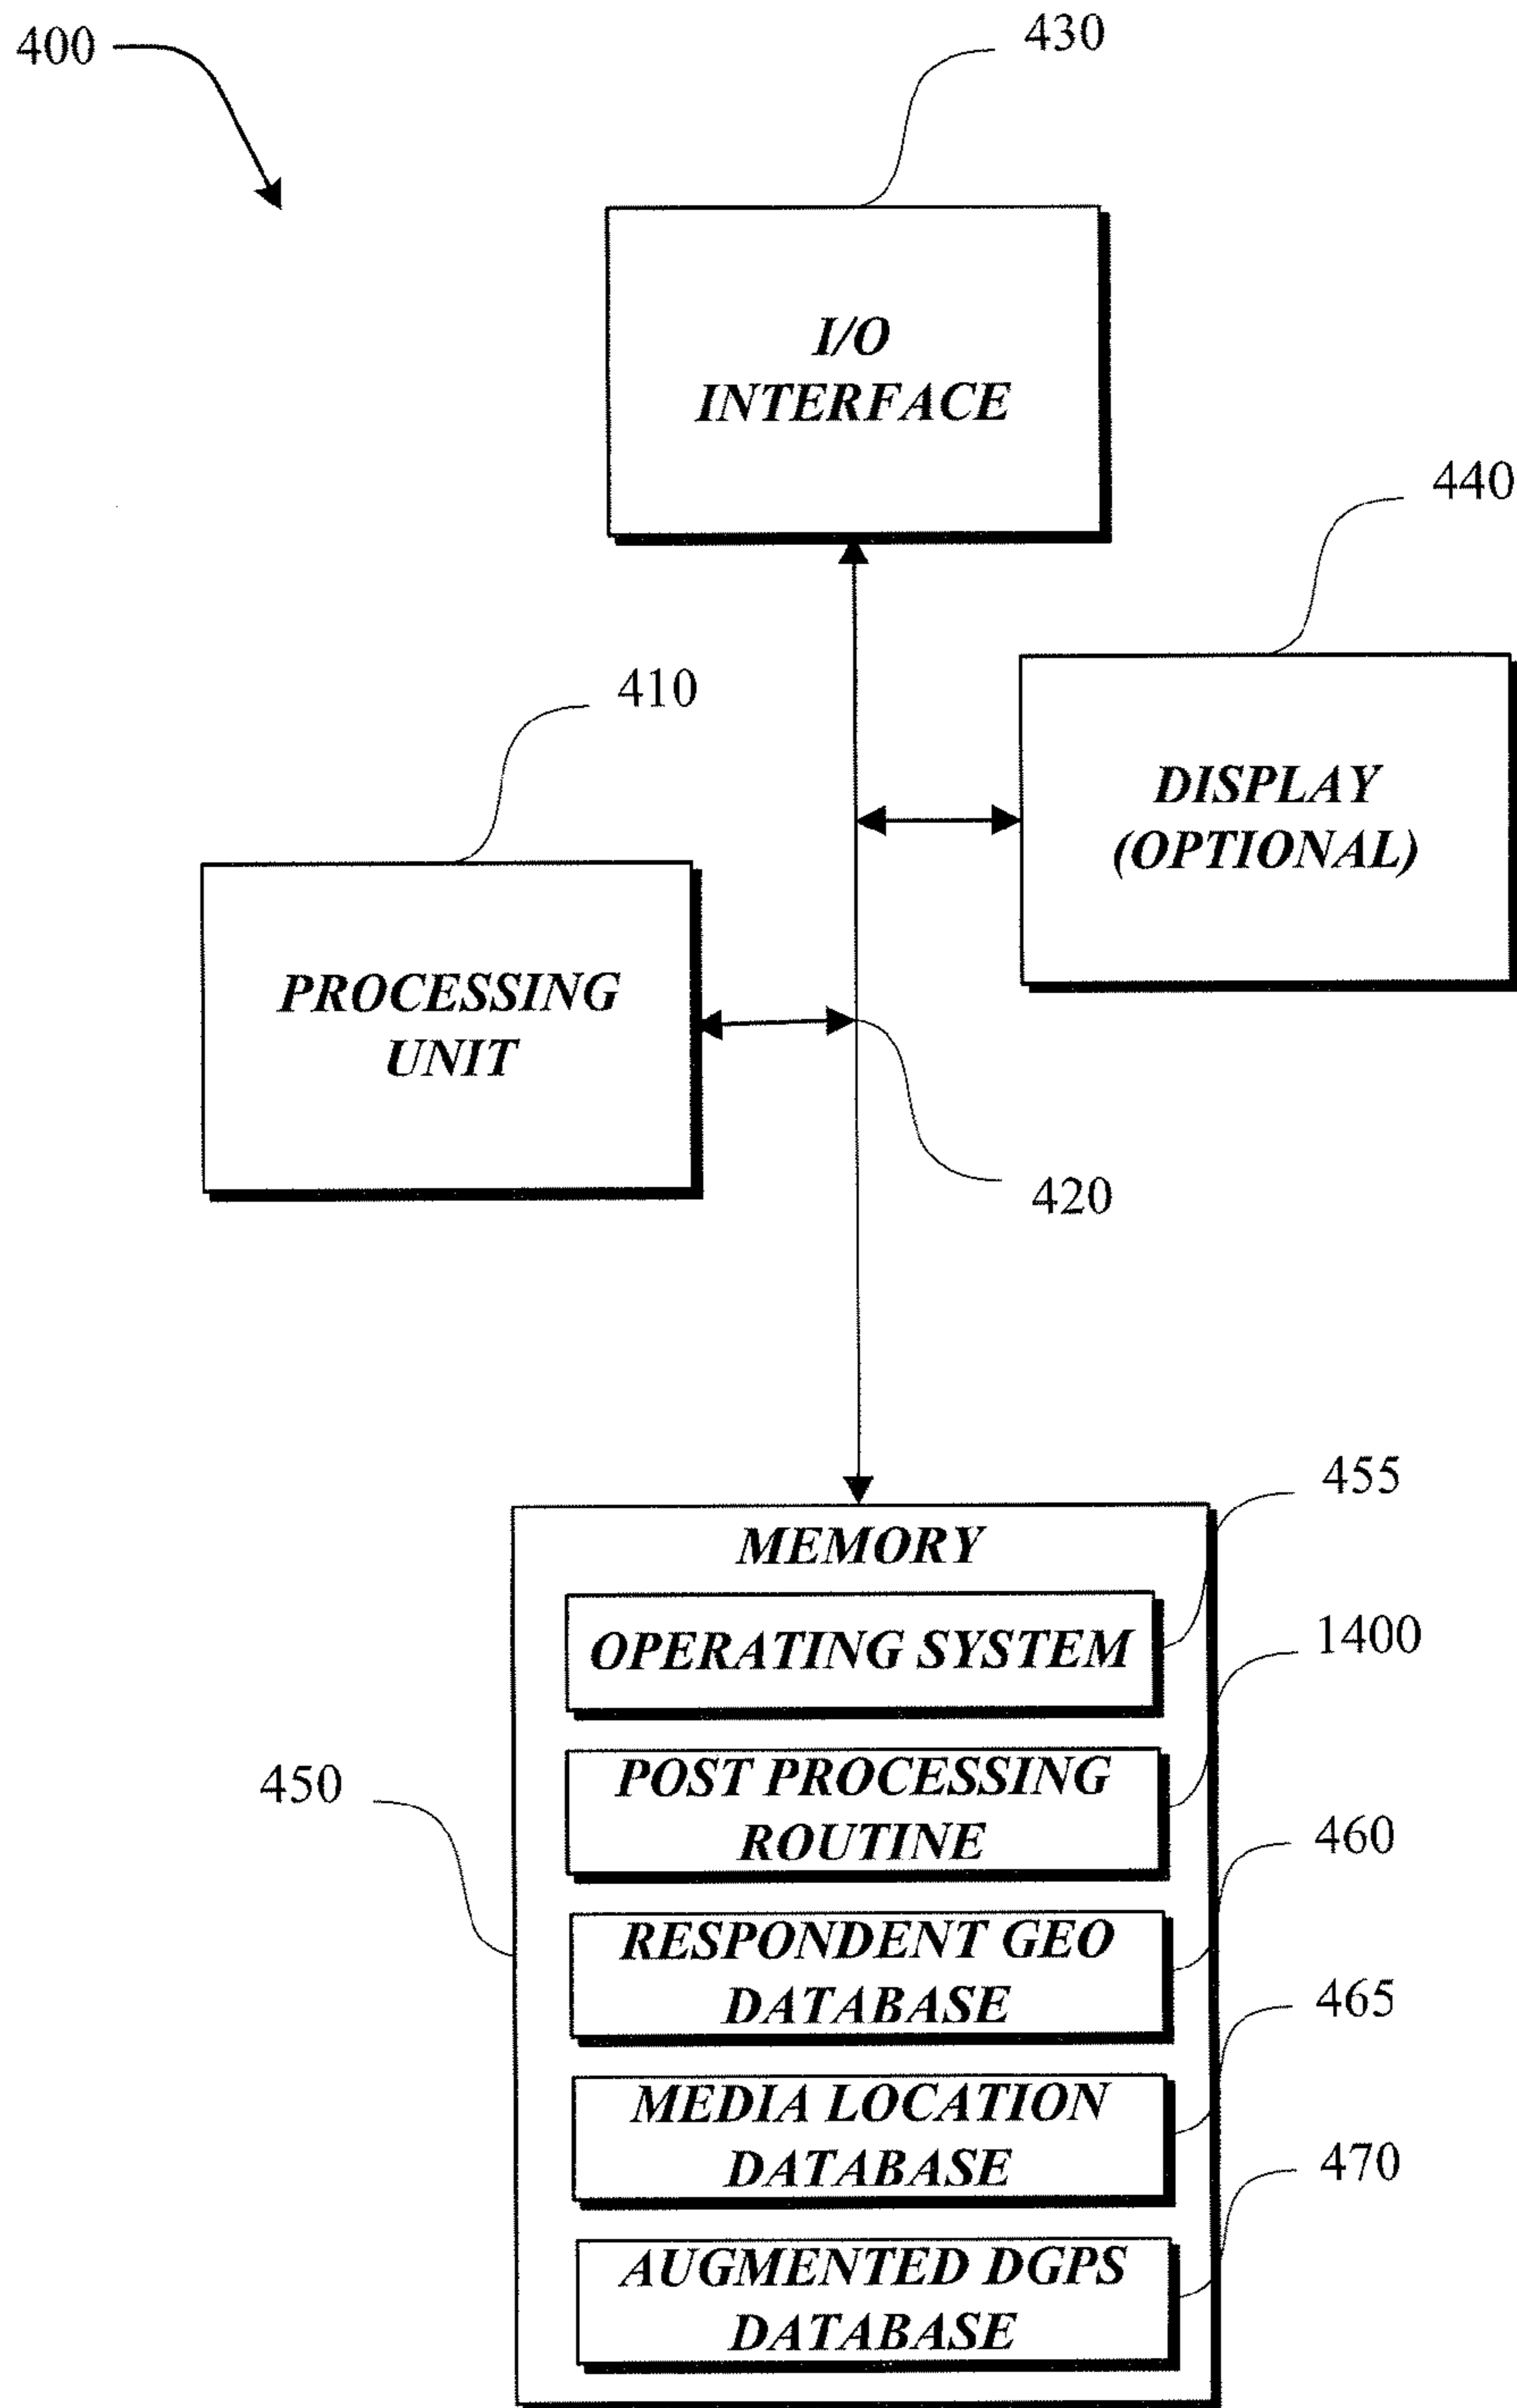 400
430
I/O
INTERFACE
440
DISPLAY
(OPTIONAL)
410
PROCESSING
UNIT
420
MEMORY
455
OPERATING SYSTEM
1400
POST PROCESSING
ROUTINE
450
460
RESPONDENT GEO
DATABASE
465
MEDIA LOCATION
DATABASE
470
AUGMENTED DGPS
DATABASE